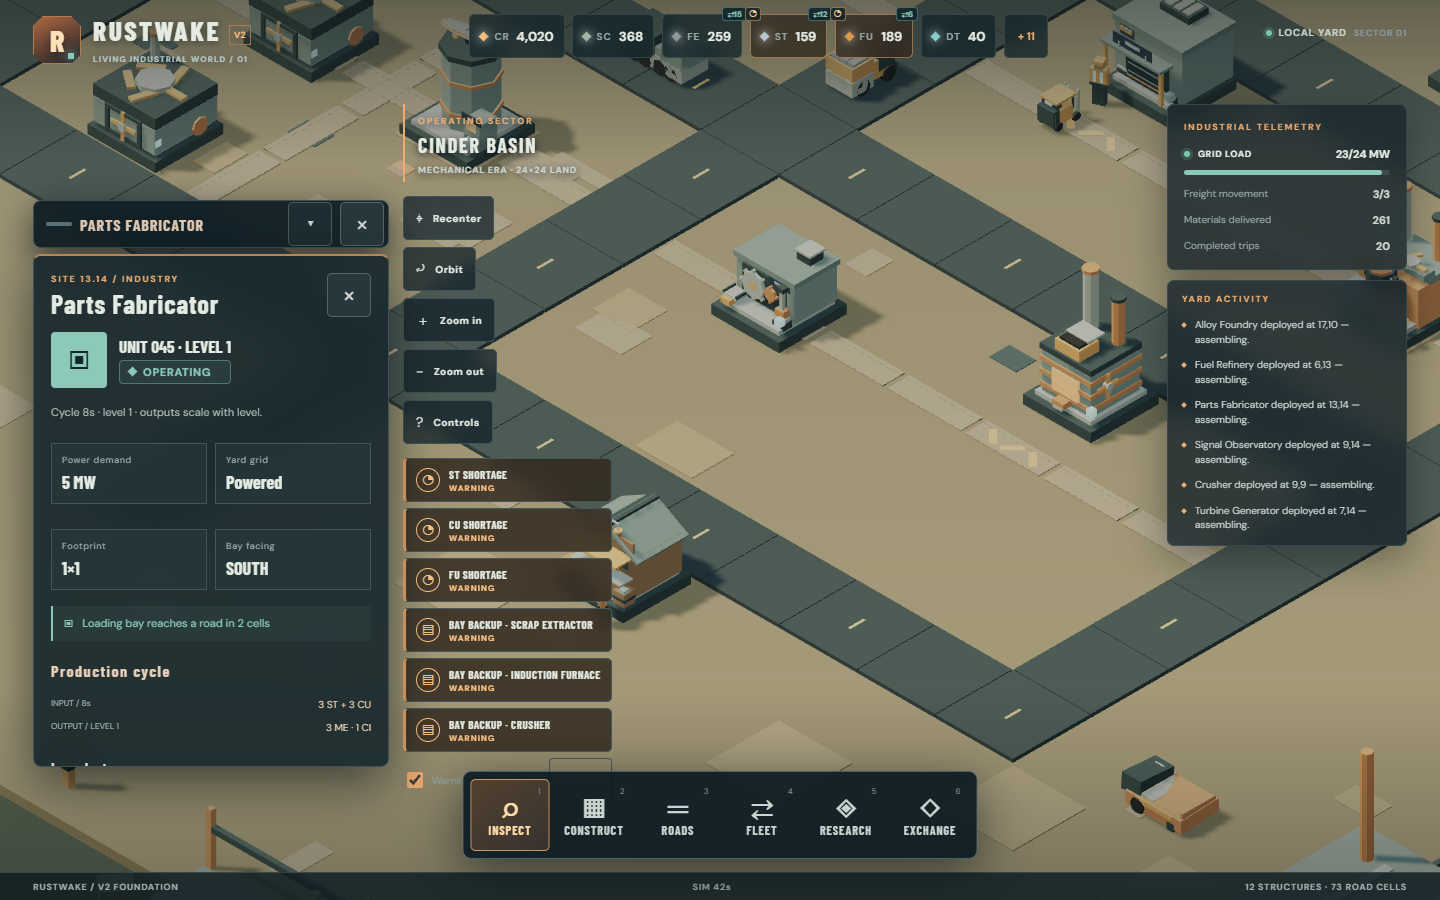 R
RUSTWAKE V2
LIVING INDUSTRIAL WORLD / 01
CR 4,020
SC 368
FE 259
⇄15
ST 159
⇄12
FU 189
⇄6
DT 40
+11
LOCAL YARD SECTOR 01
OPERATING SECTOR
CINDER BASIN
MECHANICAL ERA · 24×24 LAND
PARTS FABRICATOR
SITE 13.14 / INDUSTRY
Parts Fabricator
UNIT 045 · LEVEL 1
OPERATING
Cycle 8s · level 1 · outputs scale with level.
Power demand
5 MW
Yard grid
Powered
Footprint
1×1
Bay facing
SOUTH
Loading bay reaches a road in 2 cells
Production cycle
INPUT / 8s 3 ST + 3 CU
OUTPUT / LEVEL 1 3 ME · 1 CI
Recenter
Orbit
+ Zoom in
− Zoom out
? Controls
ST SHORTAGE
WARNING
CU SHORTAGE
WARNING
FU SHORTAGE
WARNING
BAY BACKUP · SCRAP EXTRACTOR
WARNING
BAY BACKUP · INDUCTION FURNACE
WARNING
BAY BACKUP · CRUSHER
WARNING
INDUSTRIAL TELEMETRY
GRID LOAD 23/24 MW
Freight movement 3/3
Materials delivered 261
Completed trips 20
YARD ACTIVITY
Alloy Foundry deployed at 17,10 —
assembling.
Fuel Refinery deployed at 6,13 —
assembling.
Parts Fabricator deployed at 13,14 —
assembling.
Signal Observatory deployed at 9,14 —
assembling.
Crusher deployed at 9,9 — assembling.
Turbine Generator deployed at 7,14 —
assembling.
1 INSPECT
2 CONSTRUCT
3 ROADS
4 FLEET
5 RESEARCH
6 EXCHANGE
RUSTWAKE / V2 FOUNDATION
SIM 42s
12 STRUCTURES · 73 ROAD CELLS